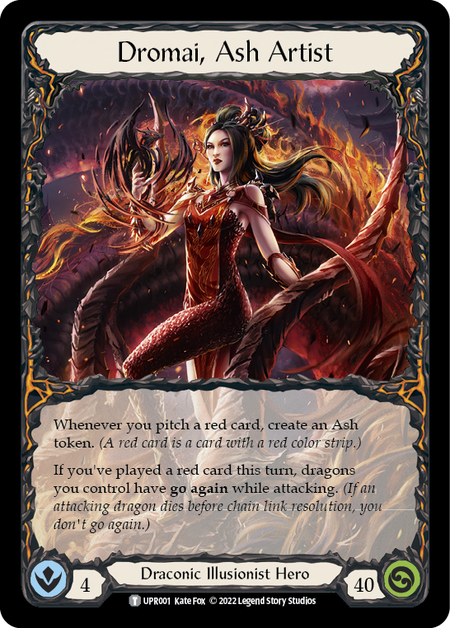 Dromai, Ash Artist
Whenever you pitch a red card, create an Ash
token. (A red card is a card with a red color strip.)
If you've played a red card this turn, dragons
you control have go again while attacking. (If an
attacking dragon dies before chain link resolution, you
don't go again.)
4
Draconic Illusionist Hero
40
T UPR001 Kate Fox © 2022 Legend Story Studios